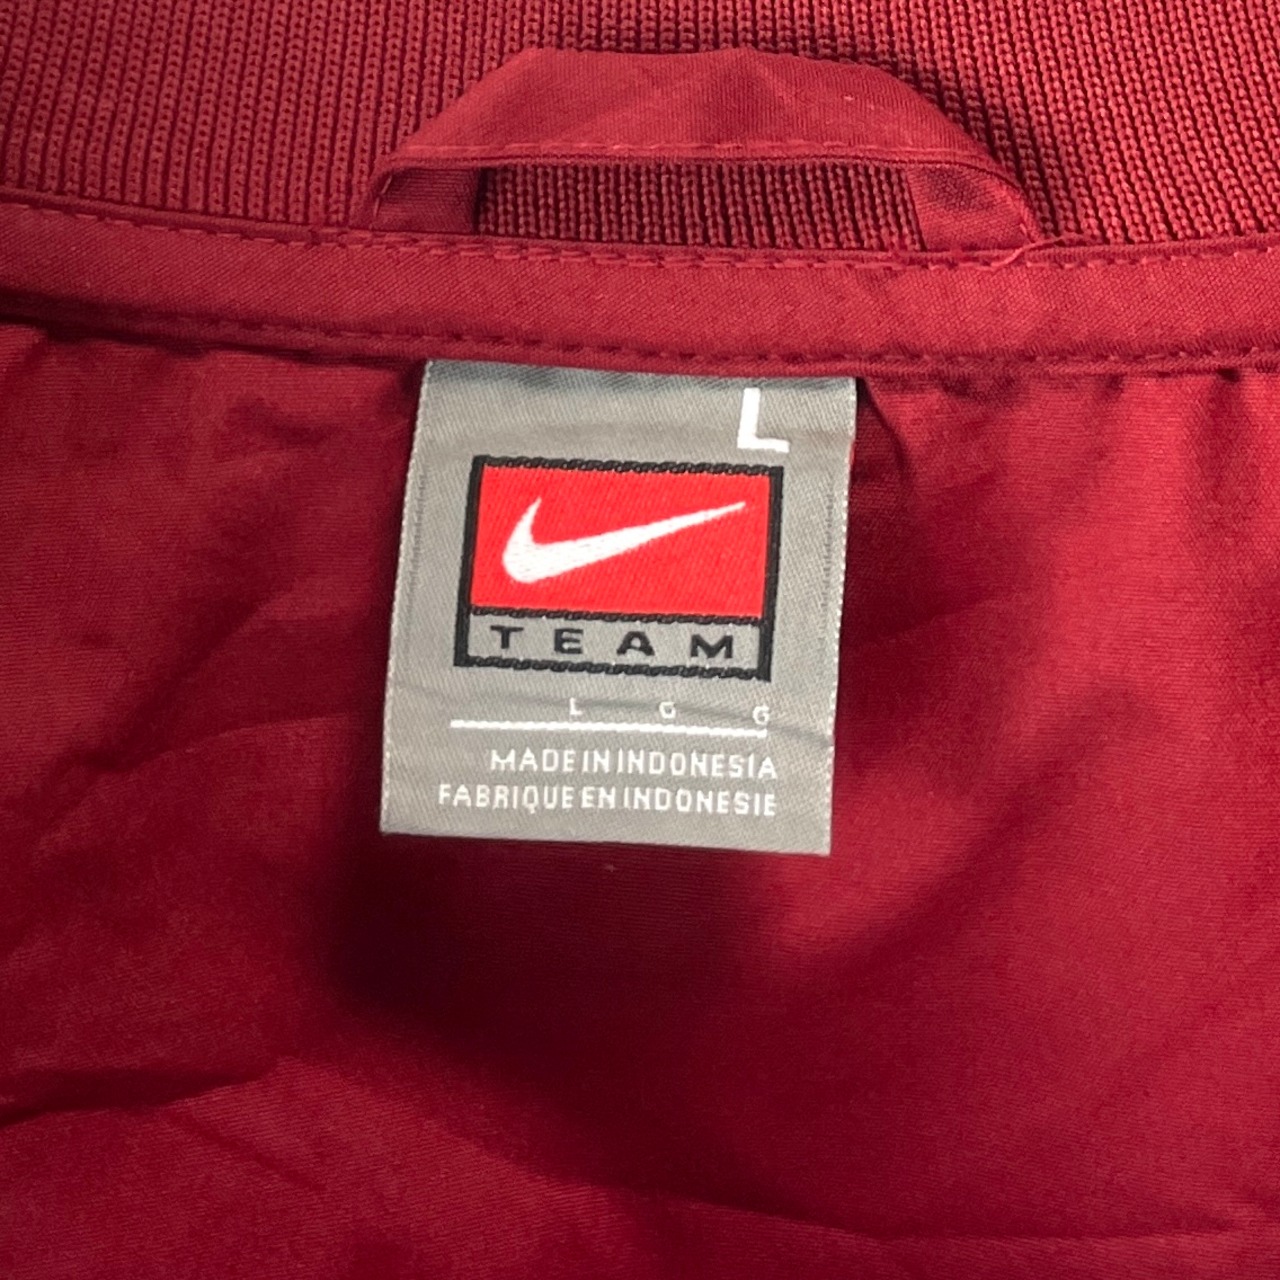 L
TEAM
L G G
MADE IN INDONESIA
FABRIQUE EN INDONESIE